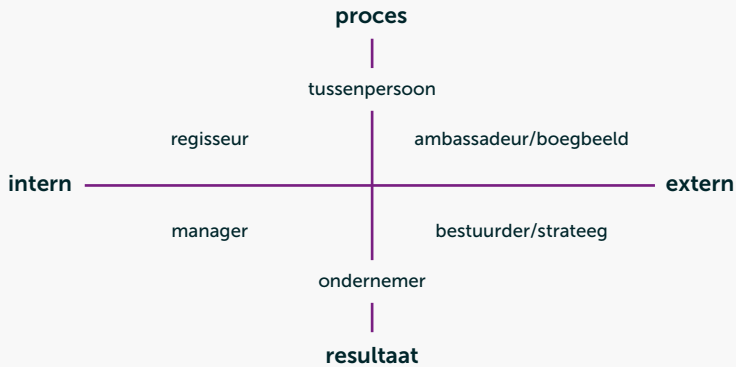 proces
tussenpersoon
regisseur
ambassadeur/boegbeeld
intern
extern
manager
bestuurder/strateeg
ondernemer
resultaat